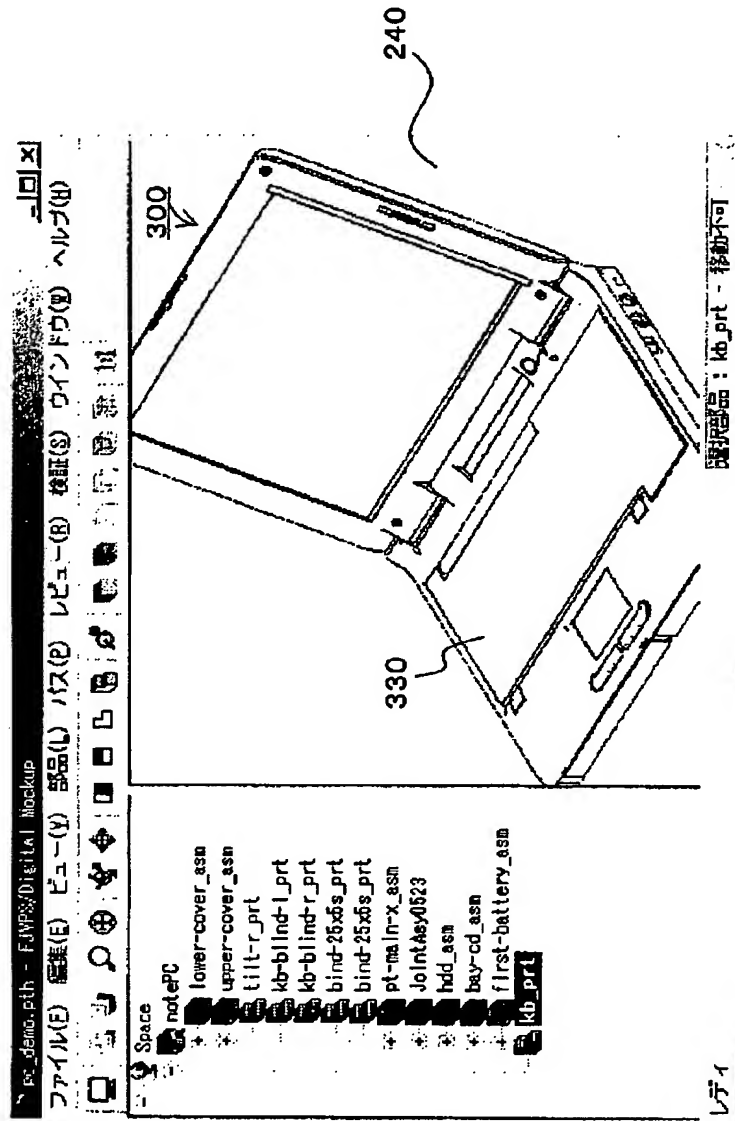 pc_demo.pth - FJVPS/Digital Mockup
ファイル(F) 編集(E) ビュー(V) 部品(L) パス(P) レビュー(R) 検証(S) ウインドウ(W) ヘルプ(H)
Space
notePC
lower-cover_asm
upper-cover_asm
tilt-r_prt
kb-blind-l_prt
kb-blind-r_prt
bind-25x5s_prt
bind-25x5s_prt
pt-main-x_asm
JointAsy0523
hdd_asm
bay-cd_asm
first-battery_asm
kb_prt
300
330
240
レディ
選択部品 : kb_prt - 移動不可